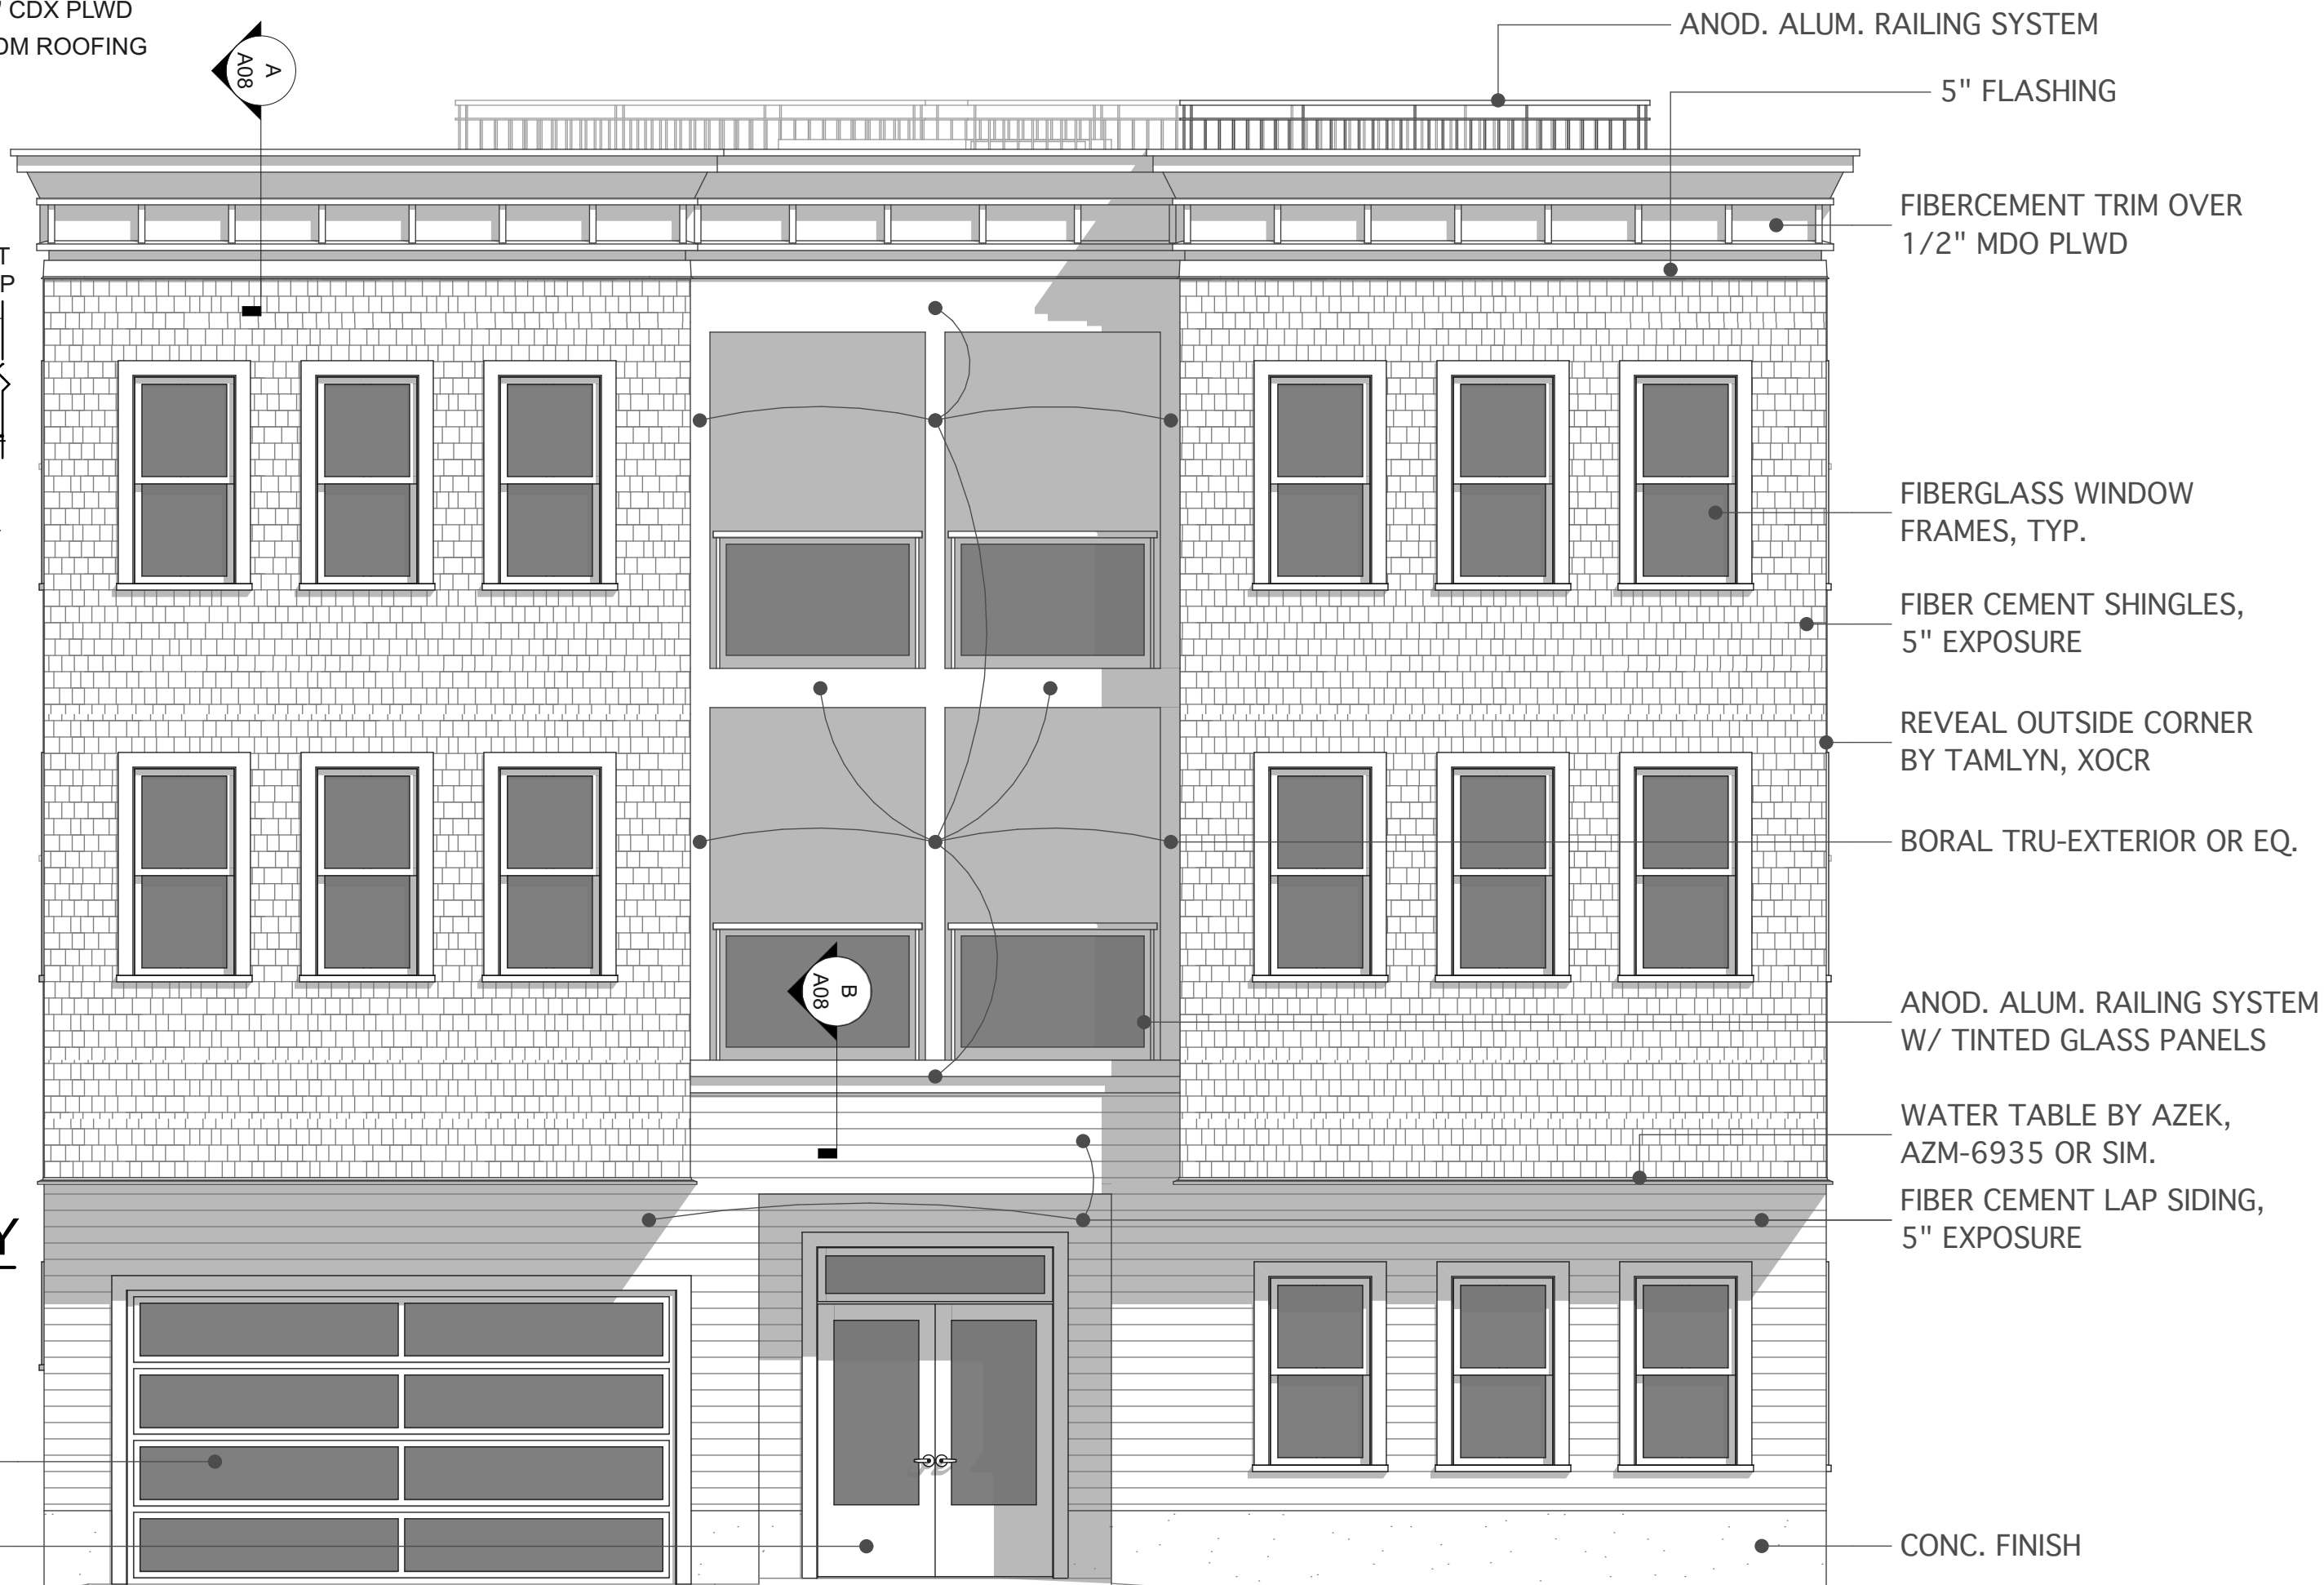 CDX PLWD
ROOFING
A
A08
ANOD. ALUM. RAILING SYSTEM
5" FLASHING
FIBERCEMENT TRIM OVER
1/2" MDO PLWD
FIBERGLASS WINDOW
FRAMES, TYP.
FIBER CEMENT SHINGLES,
5" EXPOSURE
REVEAL OUTSIDE CORNER
BY TAMLYN, XOCR
BORAL TRU-EXTERIOR OR EQ.
B
A08
ANOD. ALUM. RAILING SYSTEM
W/ TINTED GLASS PANELS
WATER TABLE BY AZEK,
AZM-6935 OR SIM.
FIBER CEMENT LAP SIDING,
5" EXPOSURE
CONC. FINISH